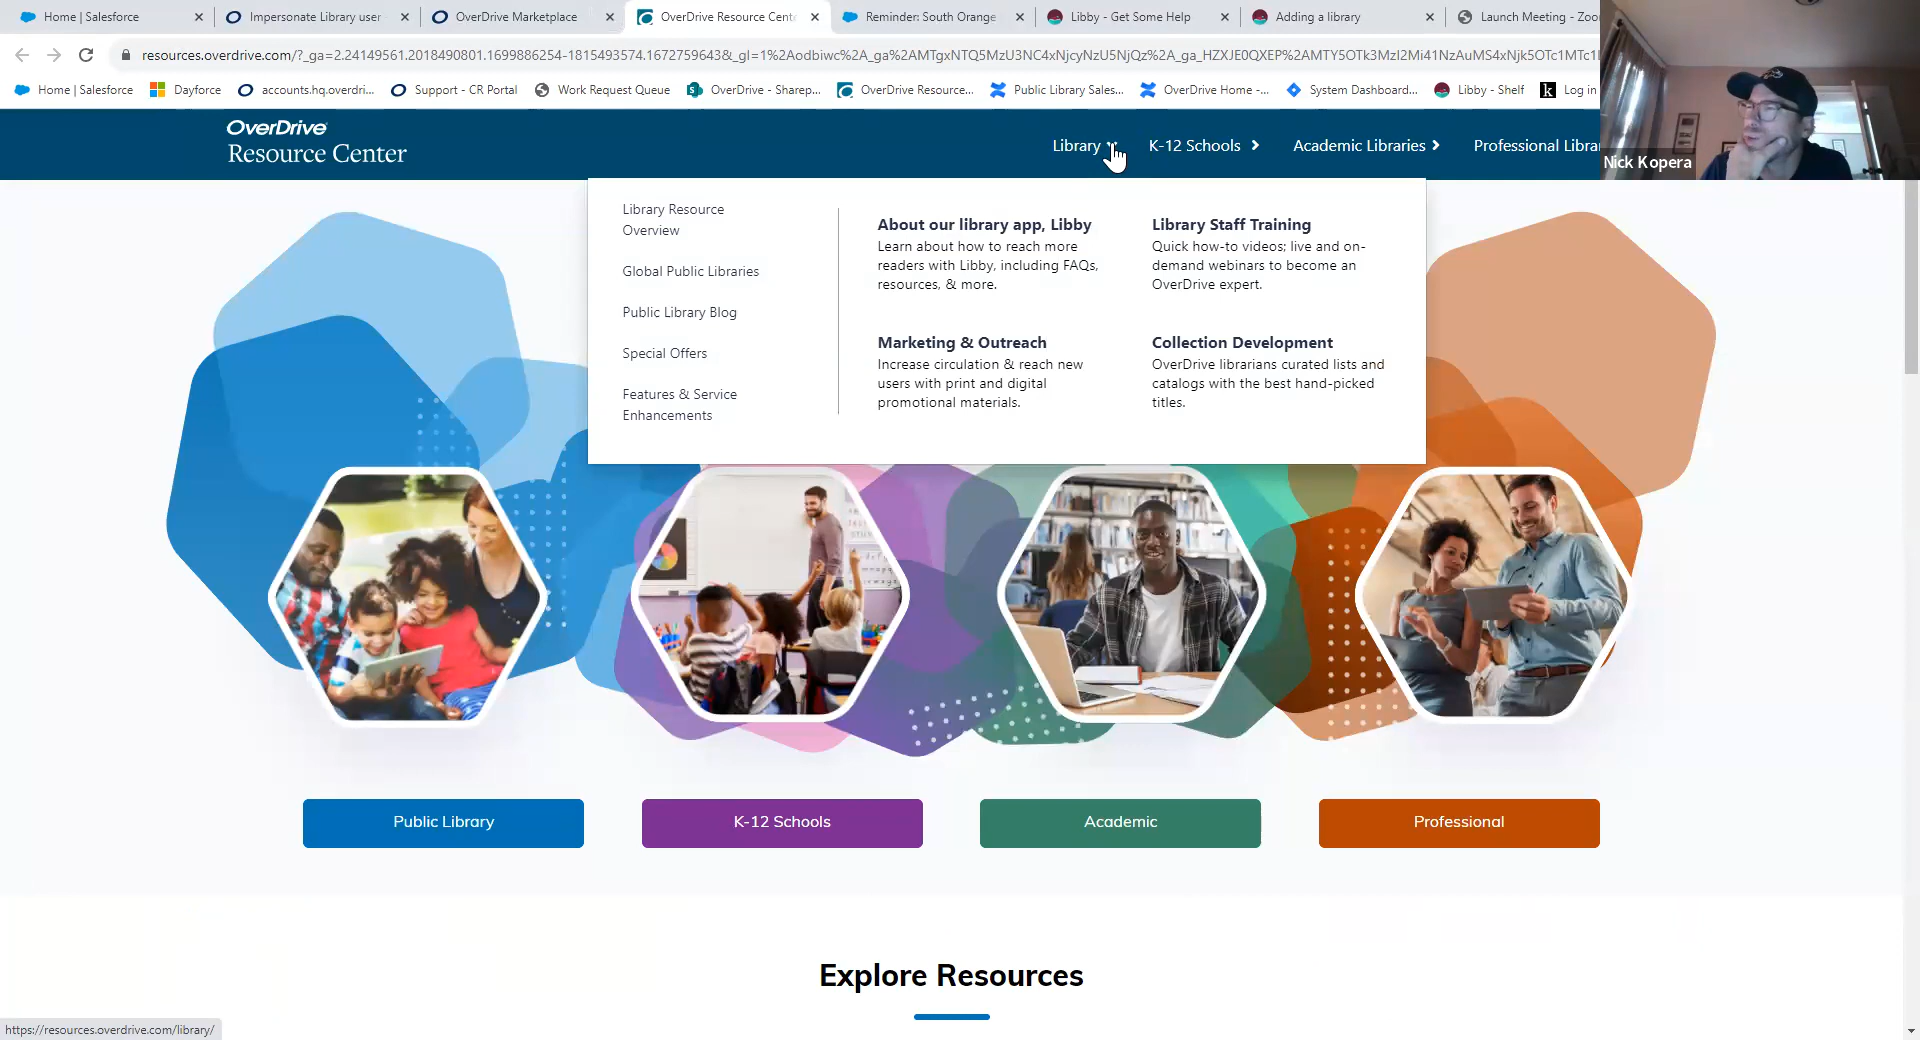 Home | Salesforce
Impersonate Library user
OverDrive Marketplace
OverDrive Resource Cent
Reminder: South Orange
Libby - Get Some Help
Adding a library
Launch Meeting - Zoo
resources.overdrive.com/?_ga=2.24149561.2018490801.1699886254-1815493574.1672759643&_gl=1%2Aodbiwc%2A_ga%2AMTgxNTQ5MzU3NC4xNjcyNzU5NjQz%2A_ga_HZXJE0QXEP%2AMTY5OTk3MzI2Mi41NzAuMS4xNjk5OTc1MTc1
Home | Salesforce
Dayforce
accounts.hq.overdri...
Support - CR Portal
Work Request Queue
OverDrive - Sharep...
OverDrive Resource...
Public Library Sales...
OverDrive Home -...
System Dashboard...
Libby - Shelf
k
Log in
OverDrive
Resource Center
Library
K-12 Schools
Academic Libraries
Professional Librar
Nick Kopera
Library Resource
Overview
Global Public Libraries
Public Library Blog
Special Offers
Features & Service
Enhancements
About our library app, Libby
Learn about how to reach more
readers with Libby, including FAQs,
resources, & more.
Library Staff Training
Quick how-to videos; live and on-
demand webinars to become an
OverDrive expert.
Marketing & Outreach
Increase circulation & reach new
users with print and digital
promotional materials.
Collection Development
OverDrive librarians curated lists and
catalogs with the best hand-picked
titles.
Public Library
K-12 Schools
Academic
Professional
Explore Resources
https://resources.overdrive.com/library/